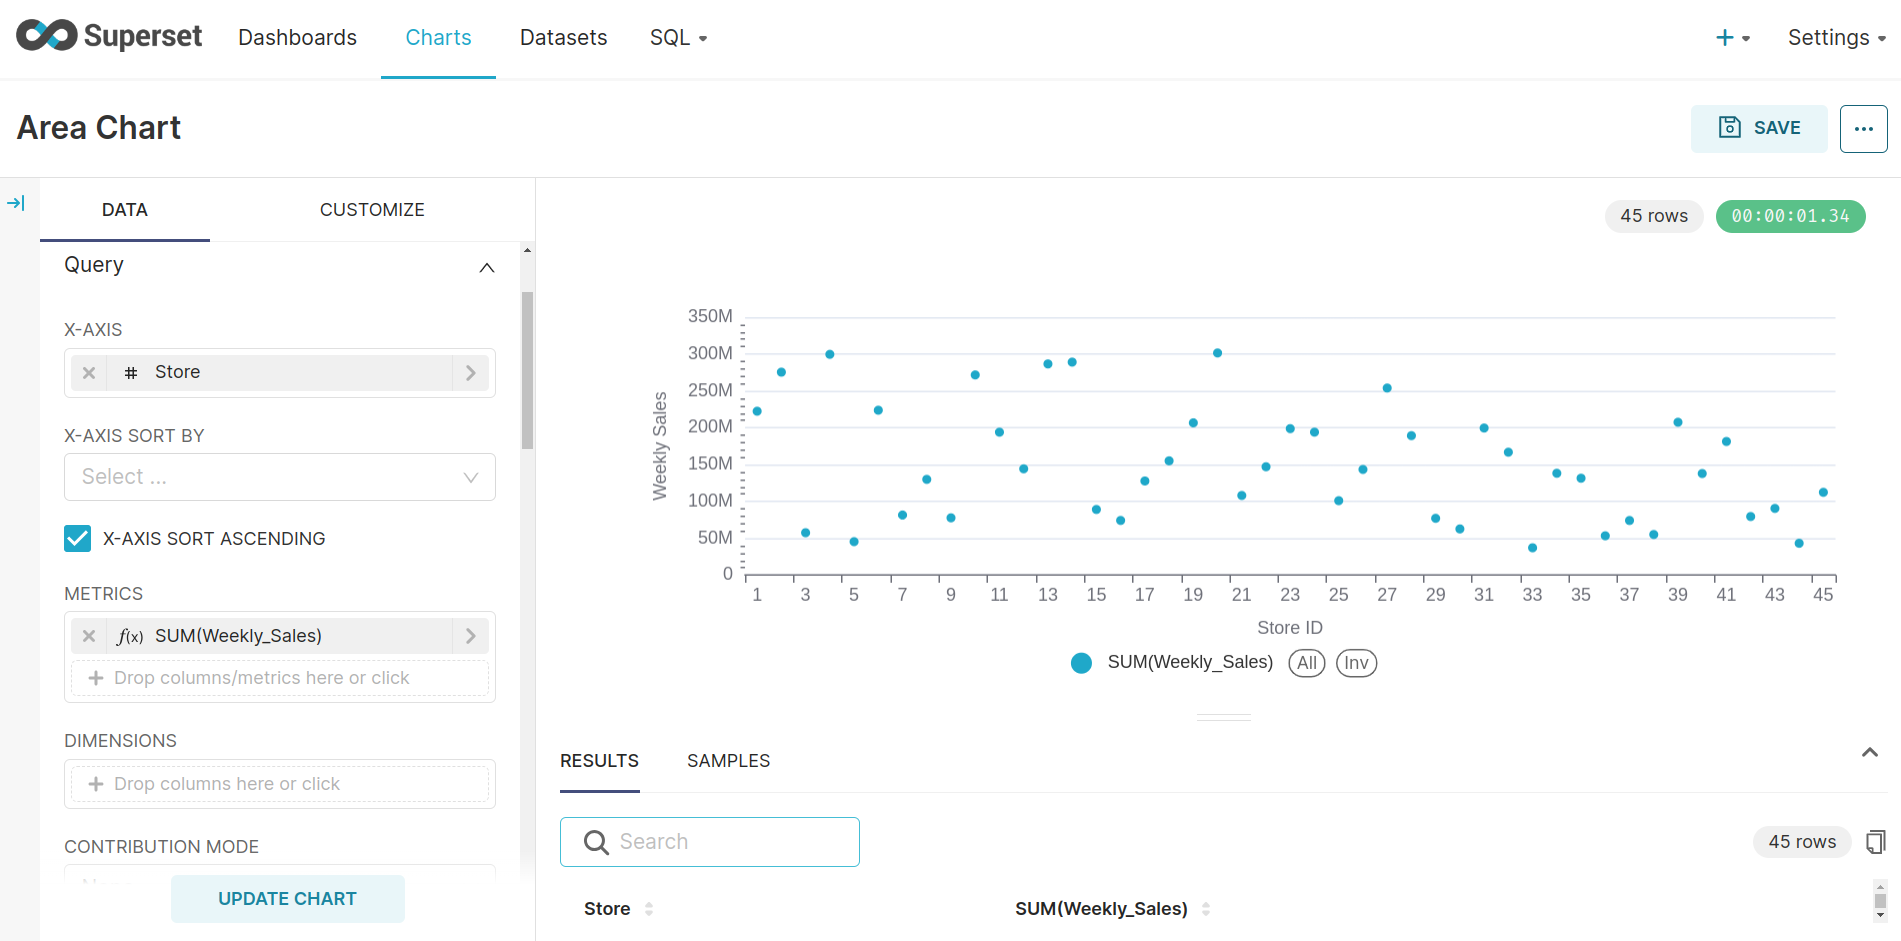 Superset
Dashboards
Charts
Datasets
SQL
+
Settings
Area Chart
SAVE
...
DATA
CUSTOMIZE
45 rows
00:00:01.34
Query
X-AXIS
# Store
X-AXIS SORT BY
Select ...
X-AXIS SORT ASCENDING
METRICS
f(x) SUM(Weekly_Sales)
+ Drop columns/metrics here or click
DIMENSIONS
+ Drop columns here or click
CONTRIBUTION MODE
UPDATE CHART
Weekly Sales
350M
300M
250M
200M
150M
100M
50M
0
1 3 5 7 9 11 13 15 17 19 21 23 25 27 29 31 33 35 37 39 41 43 45
Store ID
SUM(Weekly_Sales) All Inv
RESULTS
SAMPLES
Search
45 rows
Store
SUM(Weekly_Sales)